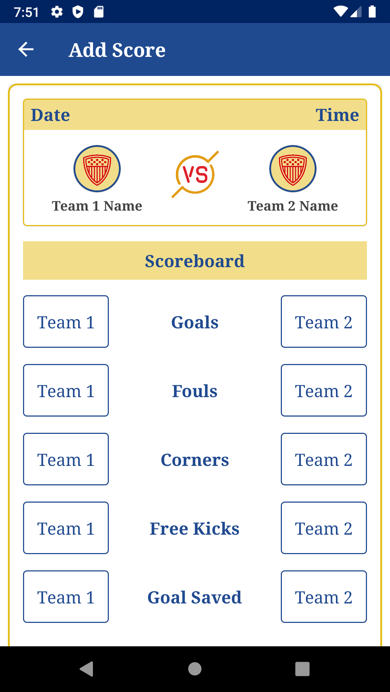 7:51
Add Score
Date Time
VS
Team 1 Name Team 2 Name
Scoreboard
Team 1 Goals Team 2
Team 1 Fouls Team 2
Team 1 Corners Team 2
Team 1 Free Kicks Team 2
Team 1 Goal Saved Team 2